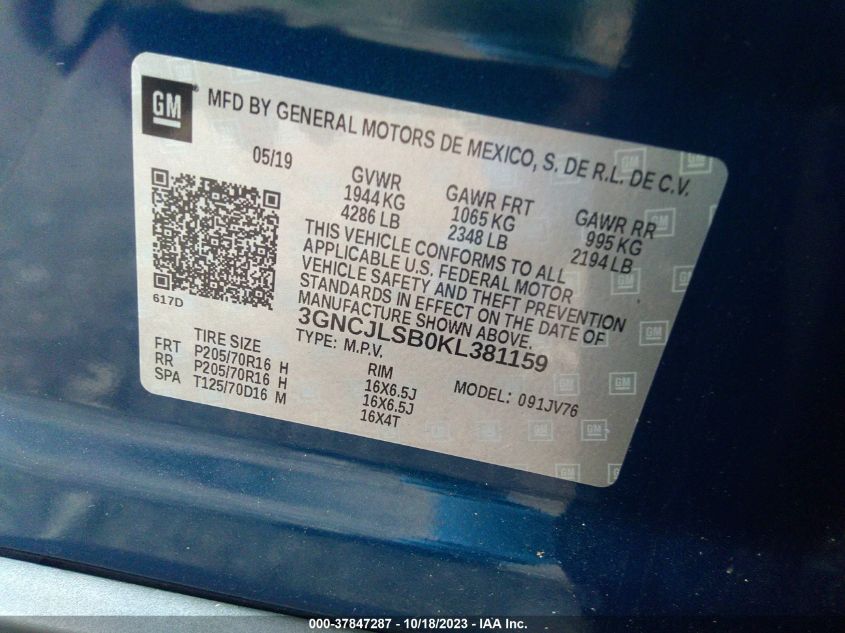 GM MFD BY GENERAL MOTORS DE MEXICO, S. DE R.L. DE C.V.
05/19
GVWR
1944 KG
4286 LB
GAWR FRT
1065 KG
2348 LB
GAWR RR
995 KG
2194 LB
617D
THIS VEHICLE CONFORMS TO ALL
APPLICABLE U.S. FEDERAL MOTOR
VEHICLE SAFETY AND THEFT PREVENTION
STANDARDS IN EFFECT ON THE DATE OF
MANUFACTURE SHOWN ABOVE.
3GNCJLSB0KL381159
TYPE: M.P.V.
TIRE SIZE RIM
FRT P205/70R16 H 16X6.5J
RR P205/70R16 H 16X6.5J
SPA T125/70D16 M 16X4T
MODEL: 091JV76
000-37847287 - 10/18/2023 - IAA Inc.